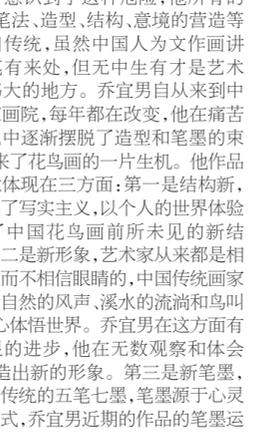 意识到了这种危险，他所有的
笔法、造型、结构、意境的营造等
传统，虽然中国人为文作画讲
有来处，但无中生有才是艺术
大的地方。乔宜男自从来到中
画院，每年都在改变，他在痛苦
中逐渐摆脱了造型和笔墨的束
来了花鸟画的一片生机。他作品
体现在三方面：第一是结构新，
了写实主义，以个人的世界体验
了中国花鸟画前所未见的新结
二是新形象，艺术家从来都是相
而不相信眼睛的，中国传统画家
自然的风声、溪水的流淌和鸟叫
心体悟世界。乔宜男在这方面有
的进步，他在无数观察和体会
造出新的形象。第三是新笔墨，
传统的五笔七墨，笔墨源于心灵
式，乔宜男近期的作品的笔墨运